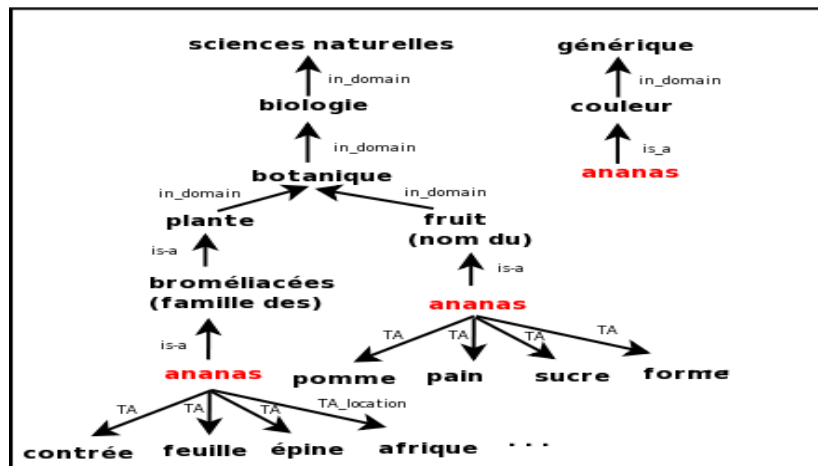 sciences naturelles générique
in_domain in_domain
biologie couleur
in_domain is_a
botanique ananas
in_domain in_domain
plante fruit
(nom du)
is-a is-a
broméliacées
(famille des) ananas
is-a TA TA TA TA
ananas pomme pain sucre forme
TA TA TA TA_location
contrée feuille épine afrique ...